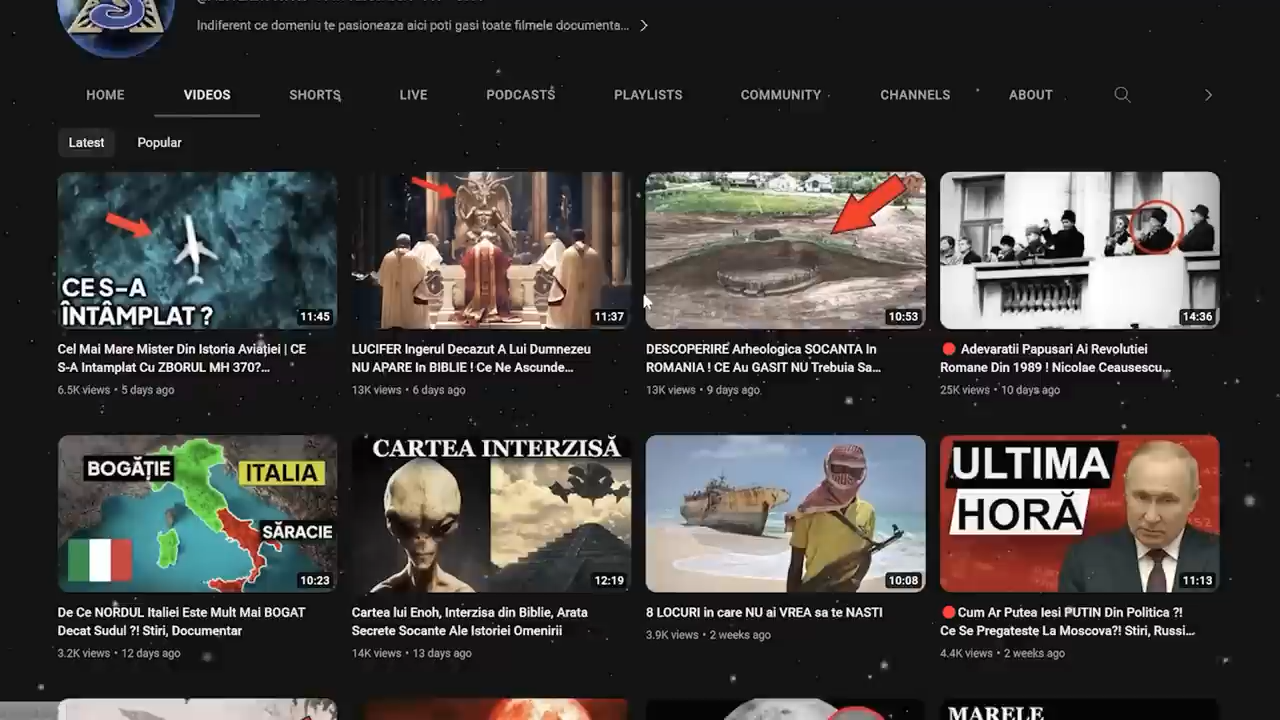 Indiferent ce domeniu te pasioneaza aici poti gasi toate filmele documenta...
HOME VIDEOS SHORTS LIVE PODCASTS PLAYLISTS COMMUNITY CHANNELS ABOUT
Latest Popular
CE S-A
ÎNTÂMPLAT ?
11:45
11:37
10:53
14:36
Cel Mai Mare Mister Din Istoria Aviației | CE
S-A Intamplat Cu ZBORUL MH 370?...
6.5K views • 5 days ago
LUCIFER Ingerul Decazut A Lui Dumnezeu
NU APARE In BIBLIE ! Ce Ne Ascunde...
13K views • 6 days ago
DESCOPERIRE Arheologica SOCANTA In
ROMANIA ! CE Au GASIT NU Trebuia Sa...
13K views • 9 days ago
Adevaratii Papusari Ai Revolutiei
Romane Din 1989 ! Nicolae Ceausescu...
25K views • 10 days ago
BOGĂȚIE
ITALIA
SĂRACIE
10:23
CARTEA INTERZISĂ
12:19
10:08
ULTIMA
HORĂ
11:13
De Ce NORDUL Italiei Este Mult Mai BOGAT
Decat Sudul ?! Stiri, Documentar
3.2K views • 12 days ago
Cartea lui Enoh, Interzisa din Biblie, Arata
Secrete Socante Ale Istoriei Omenirii
14K views • 13 days ago
8 LOCURI in care NU ai VREA sa te NASTI
3.9K views • 2 weeks ago
Cum Ar Putea Iesi PUTIN Din Politica ?!
Ce Se Pregateste La Moscova?! Stiri, Russi...
4.4K views • 2 weeks ago
MARELE